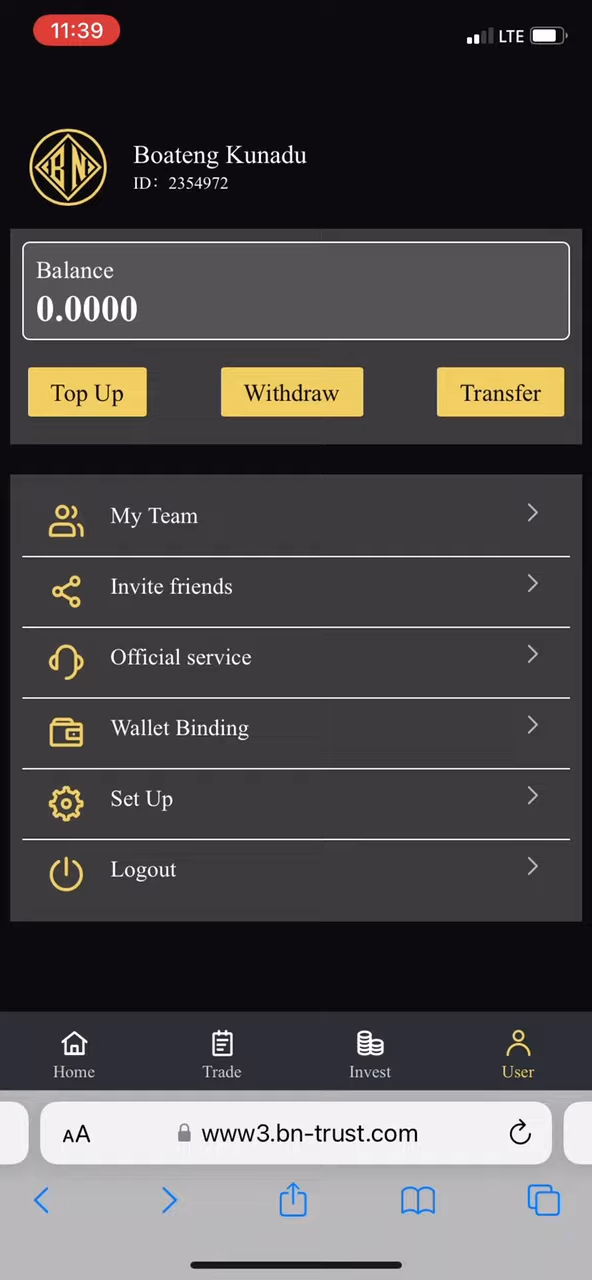 11:39
LTE
BN
Boateng Kunadu
ID: 2354972
Balance
0.0000
Top Up
Withdraw
Transfer
My Team
Invite friends
Official service
Wallet Binding
Set Up
Logout
Home
Trade
Invest
User
AA
www3.bn-trust.com